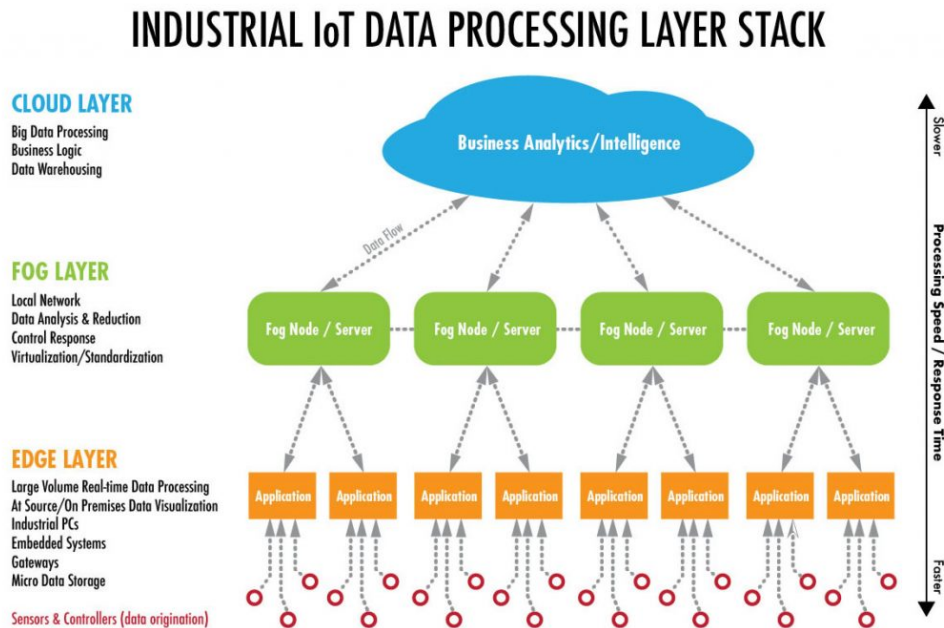 INDUSTRIAL IoT DATA PROCESSING LAYER STACK
CLOUD LAYER
Big Data Processing
Business Logic
Data Warehousing
Business Analytics/Intelligence
Data Flow
FOG LAYER
Local Network
Data Analysis & Reduction
Control Response
Virtualization/Standardization
Fog Node / Server
Fog Node / Server
Fog Node / Server
Fog Node / Server
EDGE LAYER
Large Volume Real-time Data Processing
At Source/On Premises Data Visualization
Industrial PCs
Embedded Systems
Gateways
Micro Data Storage
Application
Application
Application
Application
Application
Application
Application
Application
Sensors & Controllers (data origination)
Slower
Processing Speed / Response Time
Faster